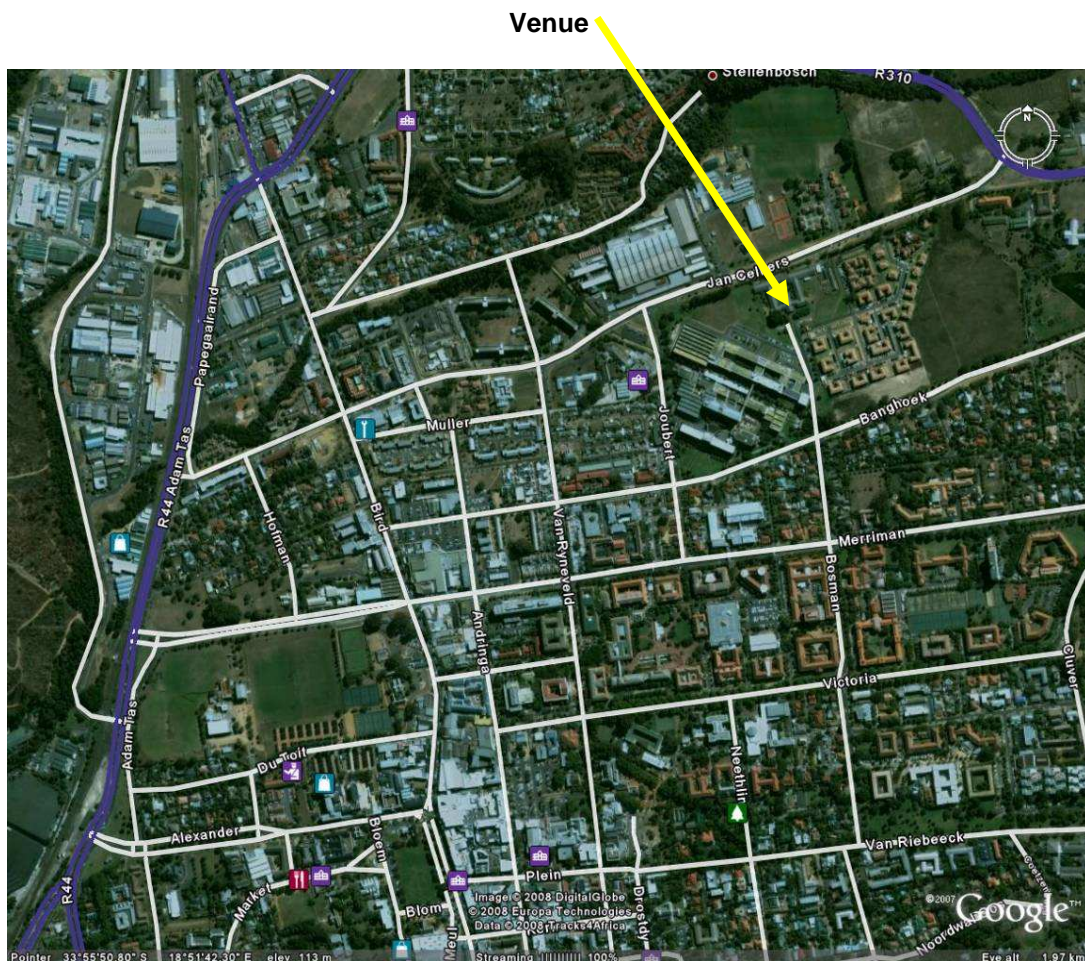 Venue
Stellenbosch
R310
N
Jan Celliers
Papegaairand
R44 Adam Tas
Muller
Joubert
Banghoek
Hofman
Bird
Van Ryneveld
Merriman
Bosman
Andringa
Victoria
Cluver
Adam Tas
Du Toit
Neethlin
Alexander
Bloem
Van Riebeeck
Plein
Market
Blom
Drostdy
R44
Meul
Image © 2008 DigitalGlobe
© 2008 Europa Technologies
Data © 2008 Tracks4Africa
©2007 Google™
Pointer 33°55'50.80" S 18°51'42.30" E elev 113 m Streaming |||||||||| 100% Eye alt 1.97 km